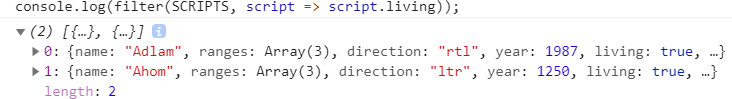 console.log(filter(SCRIPTS, script => script.living));
▼ (2) [{…}, {…}] i
▶ 0: {name: "Adlam", ranges: Array(3), direction: "rtl", year: 1987, living: true, …}
▶ 1: {name: "Ahom", ranges: Array(3), direction: "ltr", year: 1250, living: true, …}
length: 2